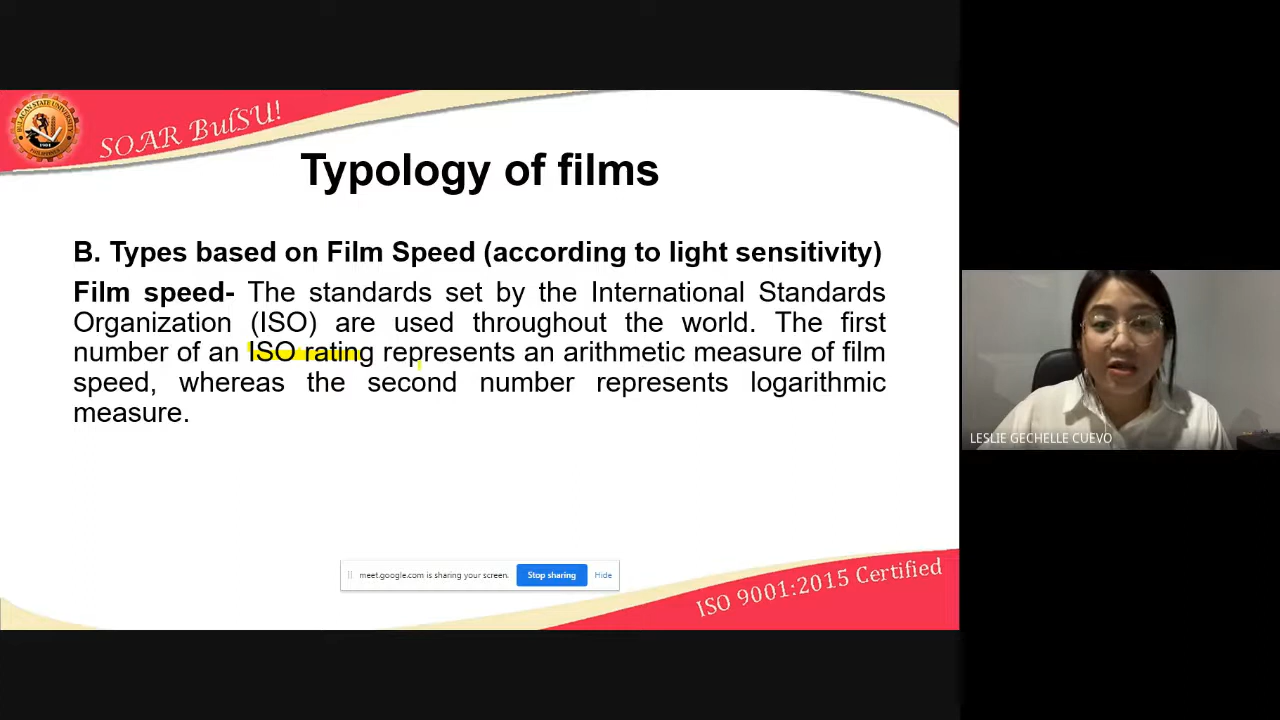 BULACAN STATE UNIVERSITY
SOAR BulSU!
Typology of films
B. Types based on Film Speed (according to light sensitivity)
Film speed- The standards set by the International Standards
Organization (ISO) are used throughout the world. The first
number of an ISO rating represents an arithmetic measure of film
speed, whereas the second number represents logarithmic
measure.
LESLIE GECHELLE CUEVO
meet.google.com is sharing your screen.
Stop sharing
Hide
ISO 9001:2015 Certified